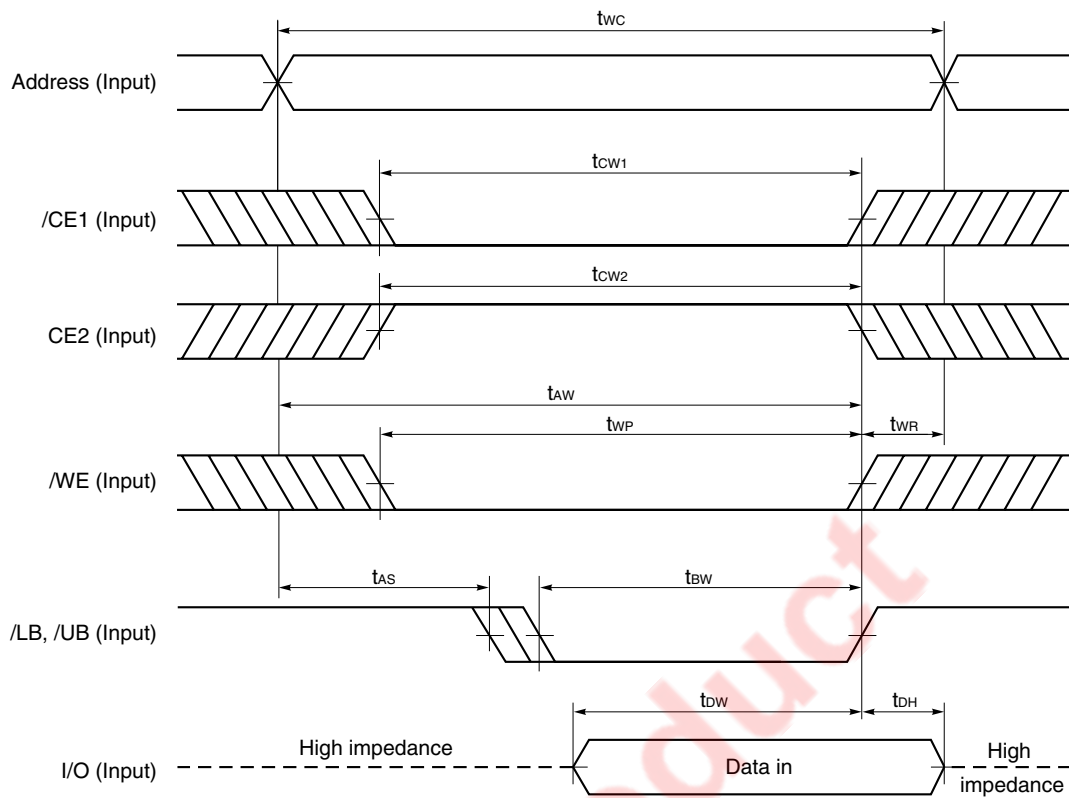 tWC
Address (Input)
tCW1
/CE1 (Input)
tCW2
CE2 (Input)
tAW
tWP
tWR
/WE (Input)
tAS
tBW
/LB, /UB (Input)
tDW
tDH
I/O (Input)
High impedance
Data in
High
impedance